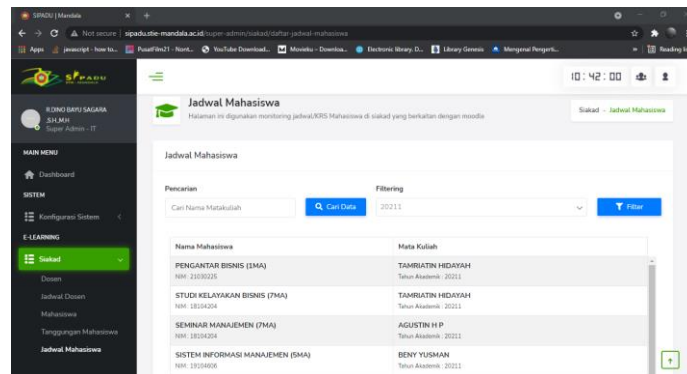 SIPADU | Mandala
Not secure | sipadu.stie-mandala.ac.id/super-admin/siakad/daftar-jadwal-mahasiswa
Apps
javascript - how to...
PusatFilm21 - Nont...
YouTube Download...
Movieku - Downloa...
Electronic library. D...
Library Genesis
Mengenal Pengerti...
Reading li
SIPADU
10 : 42 : 00
R.DINO BAYU SAGARA
,SH,MH
Super Admin - IT
Jadwal Mahasiswa
Halaman ini digunakan monitoring jadwal/KRS Mahasiswa di siakad yang berkaitan dengan moodle
Siakad - Jadwal Mahasiswa
MAIN MENU
Dashboard
SISTEM
Konfigurasi Sistem
E-LEARNING
Siakad
Dosen
Jadwal Dosen
Mahasiswa
Tanggungan Mahasiswa
Jadwal Mahasiswa
Jadwal Mahasiswa
Pencarian
Filtering
Cari Nama Matakuliah
Cari Data
20211
Filter
Nama Mahasiswa
Mata Kuliah
PENGANTAR BISNIS (1MA)
TAMRIATIN HIDAYAH
NIM : 21030225
Tahun Akademik : 20211
STUDI KELAYAKAN BISNIS (7MA)
TAMRIATIN HIDAYAH
NIM : 18104204
Tahun Akademik : 20211
SEMINAR MANAJEMEN (7MA)
AGUSTIN H P
NIM : 18104204
Tahun Akademik : 20211
SISTEM INFORMASI MANAJEMEN (5MA)
BENY YUSMAN
NIM : 19104608
Tahun Akademik : 20211